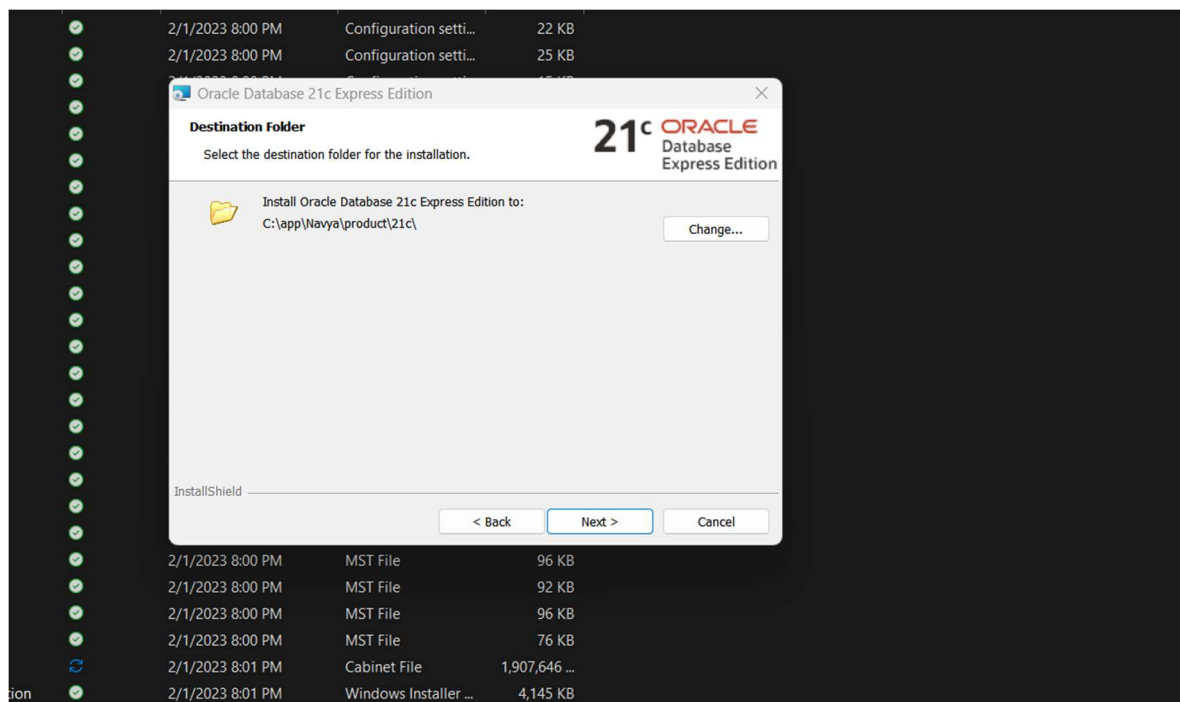 2/1/2023 8:00 PM Configuration setti... 22 KB
2/1/2023 8:00 PM Configuration setti... 25 KB
Oracle Database 21c Express Edition
Destination Folder
Select the destination folder for the installation.
21c ORACLE
Database
Express Edition
Install Oracle Database 21c Express Edition to:
C:\app\Navya\product\21c\
Change...
InstallShield
< Back Next > Cancel
2/1/2023 8:00 PM MST File 96 KB
2/1/2023 8:00 PM MST File 92 KB
2/1/2023 8:00 PM MST File 96 KB
2/1/2023 8:00 PM MST File 76 KB
2/1/2023 8:01 PM Cabinet File 1,907,646 ...
tion 2/1/2023 8:01 PM Windows Installer ... 4,145 KB